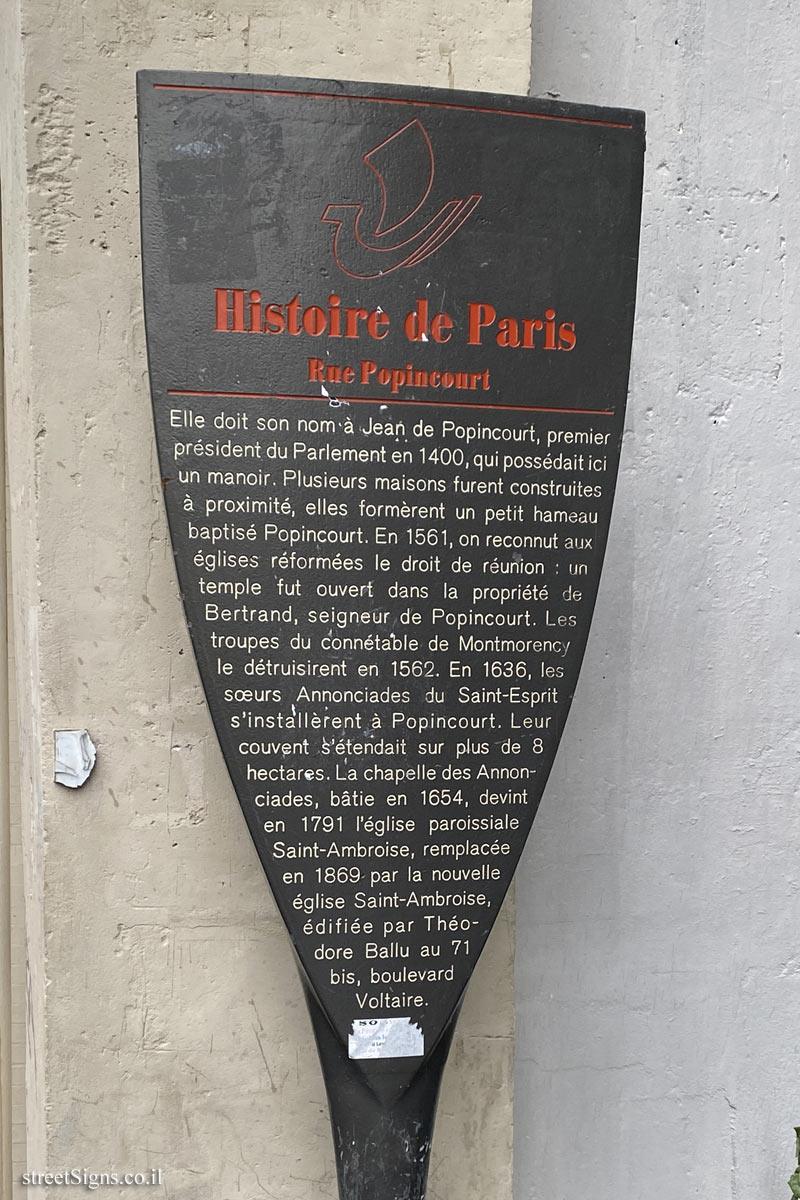 Histoire de Paris
Rue Popincourt
Elle doit son nom à Jean de Popincourt, premier
président du Parlement en 1400, qui possédait ici
un manoir. Plusieurs maisons furent construites
à proximité, elles formèrent un petit hameau
baptisé Popincourt. En 1561, on reconnut aux
églises réformées le droit de réunion : un
temple fut ouvert dans la propriété de
Bertrand, seigneur de Popincourt. Les
troupes du connétable de Montmorency
le détruisirent en 1562. En 1636, les
sœurs Annonciades du Saint-Esprit
s'installèrent à Popincourt. Leur
couvent s'étendait sur plus de 8
hectares. La chapelle des Annon-
ciades, bâtie en 1654, devint
en 1791 l'église paroissiale
Saint-Ambroise, remplacée
en 1869 par la nouvelle
église Saint-Ambroise,
édifiée par Théo-
dore Ballu au 71
bis, boulevard
Voltaire.
streetSigns.co.il